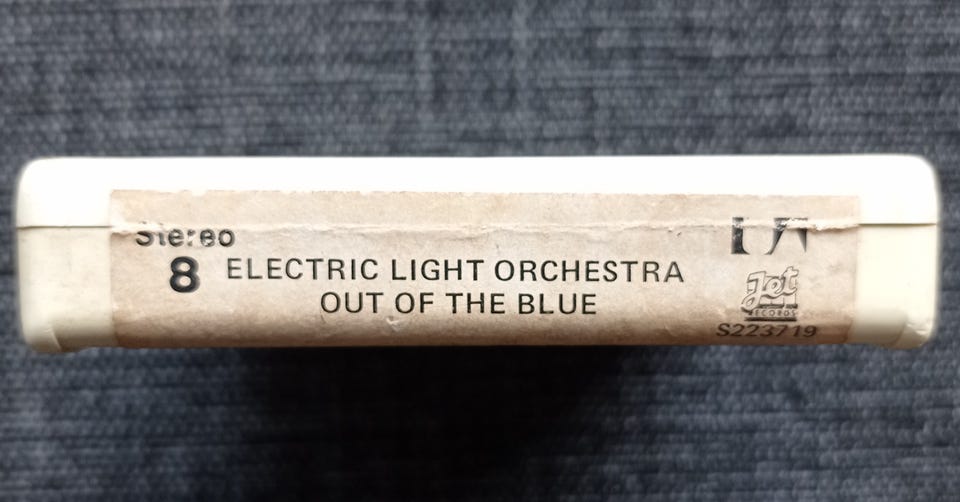 Stereo
8 ELECTRIC LIGHT ORCHESTRA
OUT OF THE BLUE
UA
Jet
RECORDS
S223719